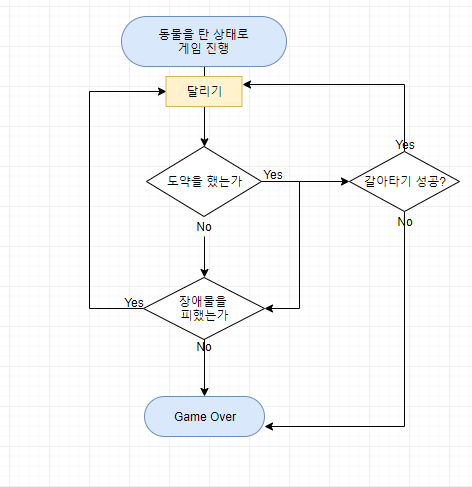 동물을 탄 상태로
게임 진행
달리기
도약을 했는가
Yes
갈아타기 성공?
Yes
No
No
장애물을
피했는가
Yes
No
Game Over